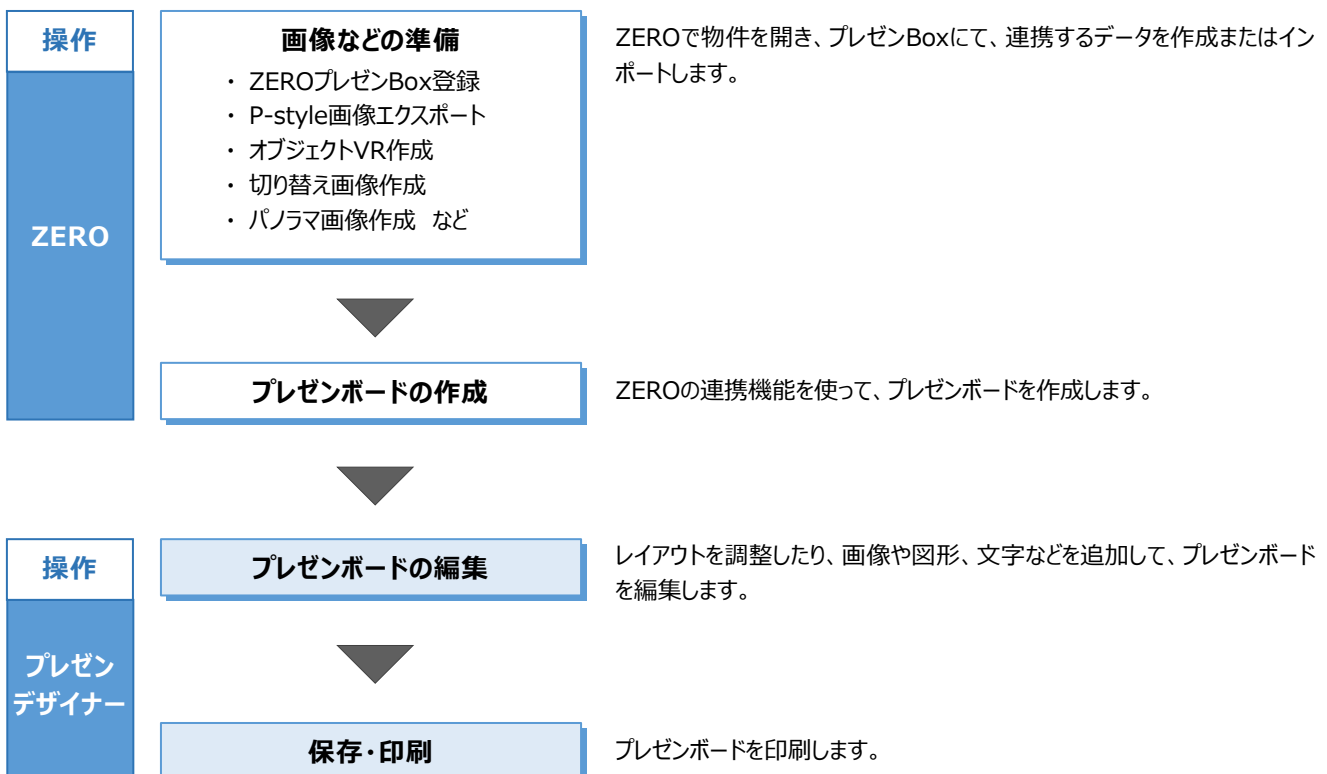 操作
ZERO
画像などの準備
・ ZEROプレゼンBox登録
・ P-style画像エクスポート
・ オブジェクトVR作成
・ 切り替え画像作成
・ パノラマ画像作成 など
ZEROで物件を開き、プレゼンBoxにて、連携するデータを作成またはイン
ポートします。
プレゼンボードの作成
ZEROの連携機能を使って、プレゼンボードを作成します。
操作
プレゼン
デザイナー
プレゼンボードの編集
レイアウトを調整したり、画像や図形、文字などを追加して、プレゼンボード
を編集します。
保存・印刷
プレゼンボードを印刷します。